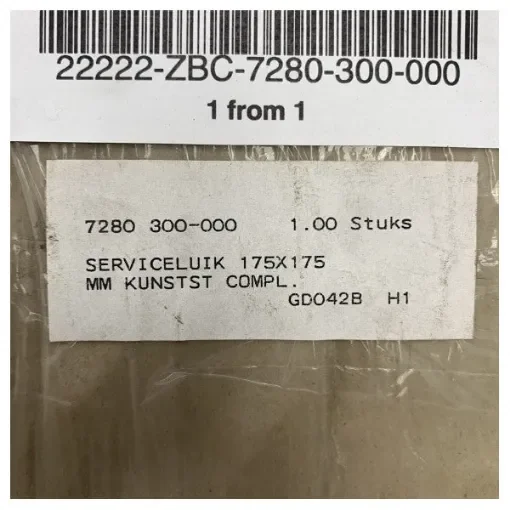 22222-ZBC-7280-300-000
1 from 1
7280 300-000 1.00 Stuks
SERVICELUIK 175X175
MM KUNSTST COMPL.
GD042B H1